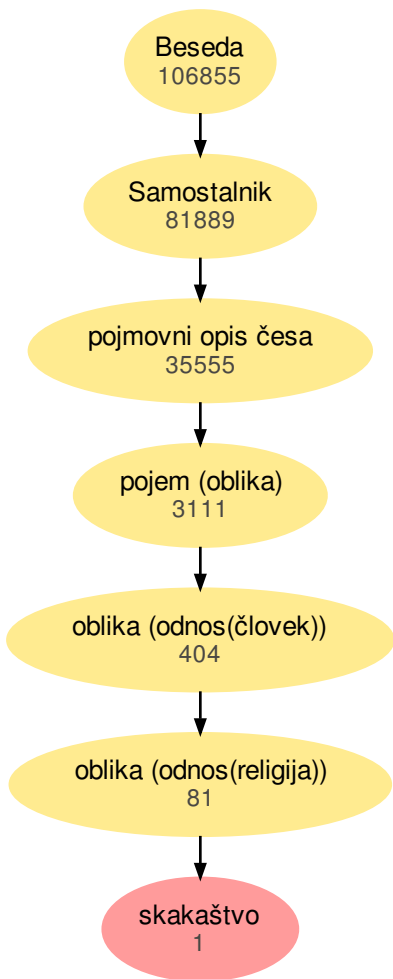 Beseda
106855
Samostalnik
81889
pojmovni opis česa
35555
pojem (oblika)
3111
oblika (odnos(človek))
404
oblika (odnos(religija))
81
skakaštvo
1